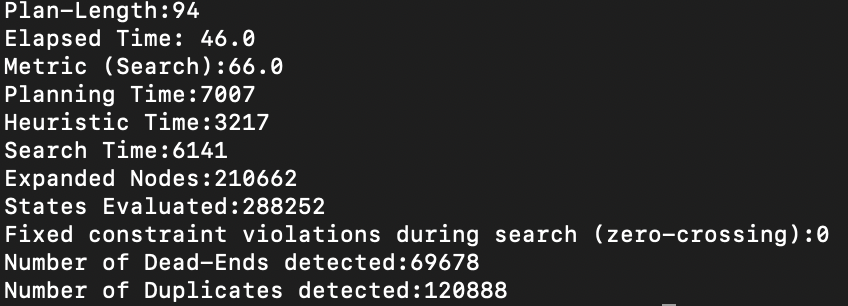 Plan-Length:94
Elapsed Time: 46.0
Metric (Search):66.0
Planning Time:7007
Heuristic Time:3217
Search Time:6141
Expanded Nodes:210662
States Evaluated:288252
Fixed constraint violations during search (zero-crossing):0
Number of Dead-Ends detected:69678
Number of Duplicates detected:120888